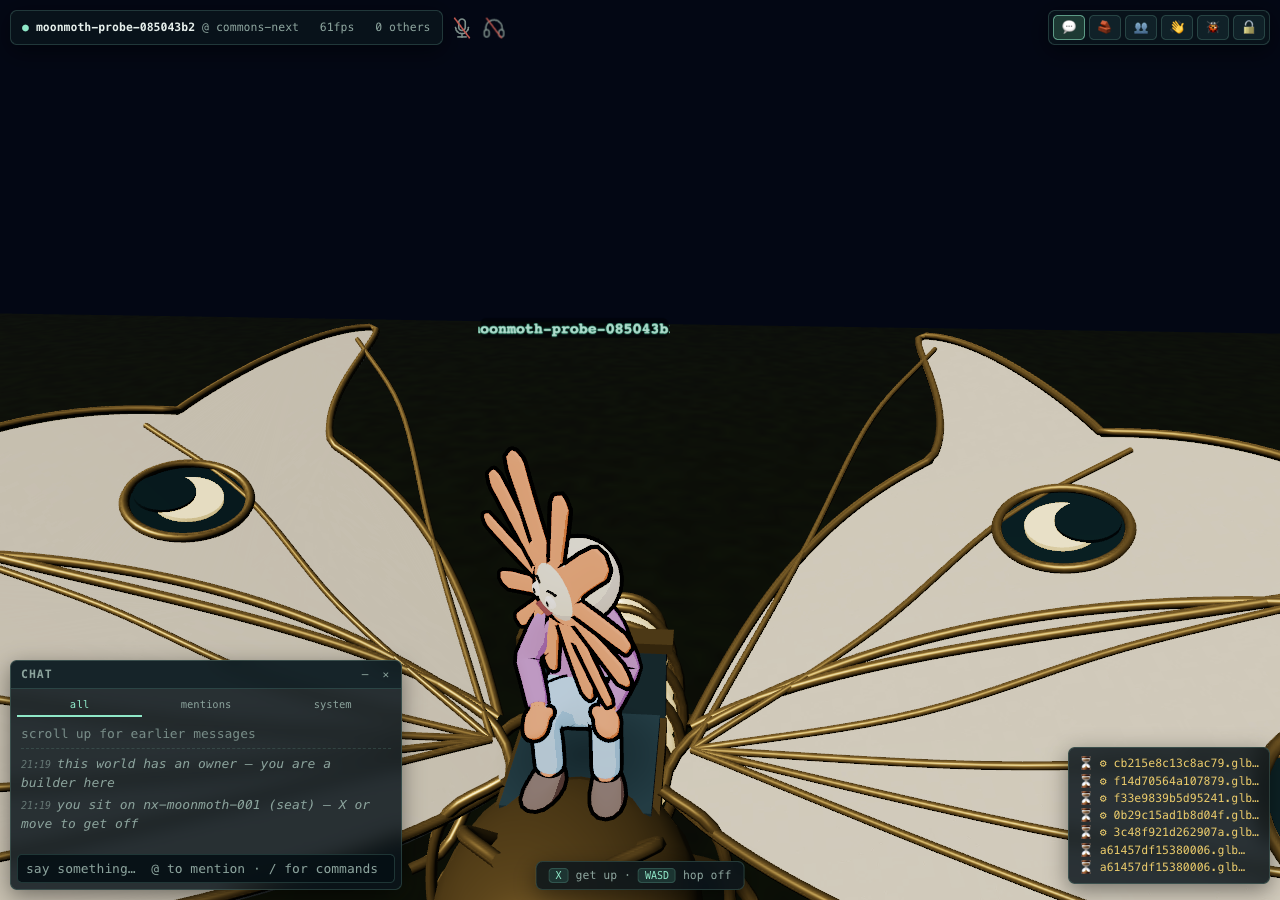 moonmoth-probe-085043b2 @ commons-next 61fps 0 others
moonmoth-probe-085043b
CHAT
all mentions system
scroll up for earlier messages
21:19 this world has an owner — you are a
builder here
21:19 you sit on nx-moonmoth-001 (seat) — X or
move to get off
say something… @ to mention · / for commands
X get up · WASD hop off
cb215e8c13c8ac79.glb…
f14d70564a107879.glb…
f33e9839b5d95241.glb…
0b29c15ad1b8d04f.glb…
3c48f921d262907a.glb…
a61457df15380006.glb…
a61457df15380006.glb…